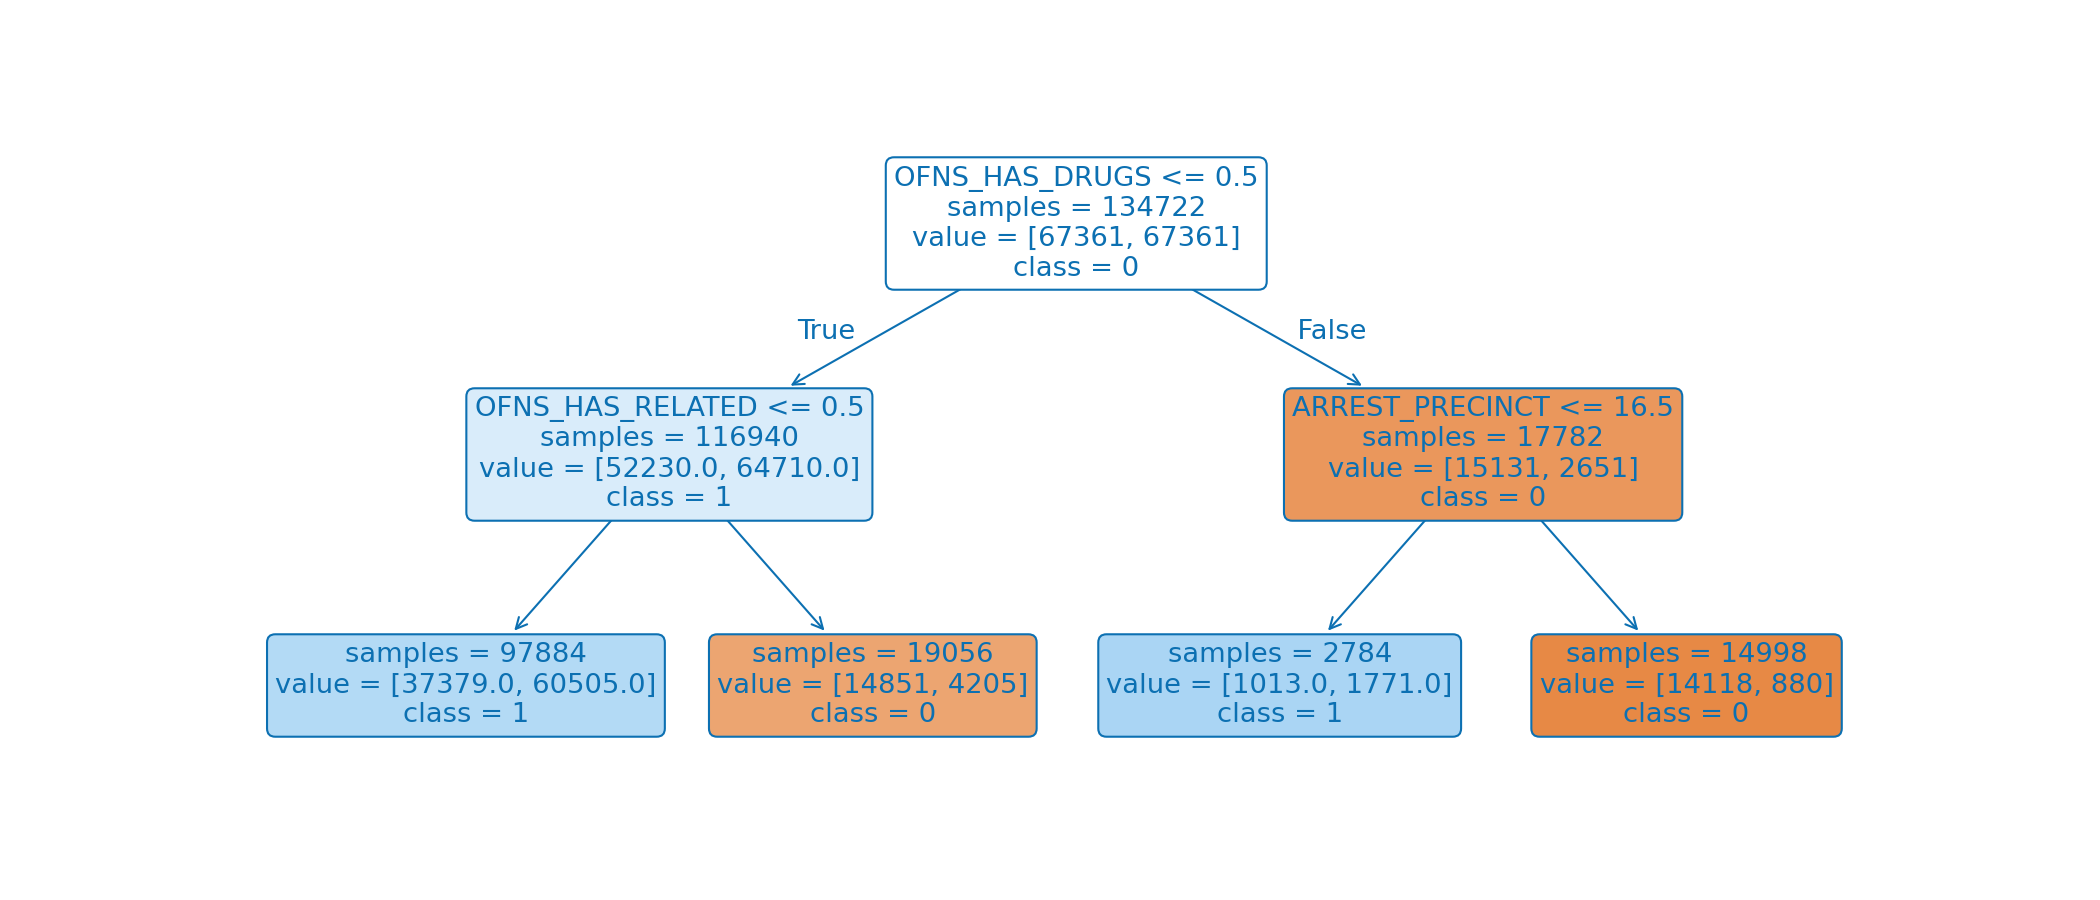 OFNS_HAS_DRUGS <= 0.5
samples = 134722
value = [67361, 67361]
class = 0
True
False
OFNS_HAS_RELATED <= 0.5
samples = 116940
value = [52230.0, 64710.0]
class = 1
ARREST_PRECINCT <= 16.5
samples = 17782
value = [15131, 2651]
class = 0
samples = 97884
value = [37379.0, 60505.0]
class = 1
samples = 19056
value = [14851, 4205]
class = 0
samples = 2784
value = [1013.0, 1771.0]
class = 1
samples = 14998
value = [14118, 880]
class = 0